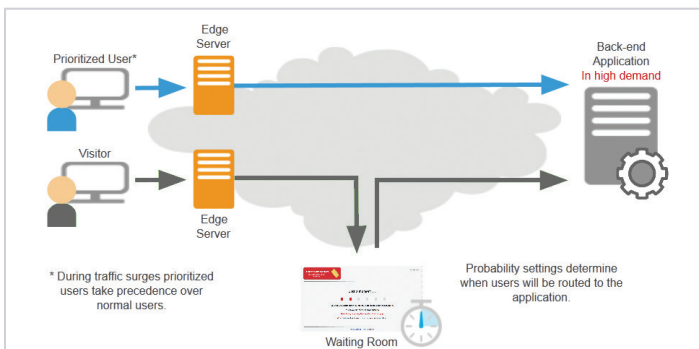 Edge
Server
Prioritized User*
Back-end
Application
In high demand
Visitor
Edge
Server
* During traffic surges prioritized
users take precedence over
normal users.
Probability settings determine
when users will be routed to the
application.
Waiting Room